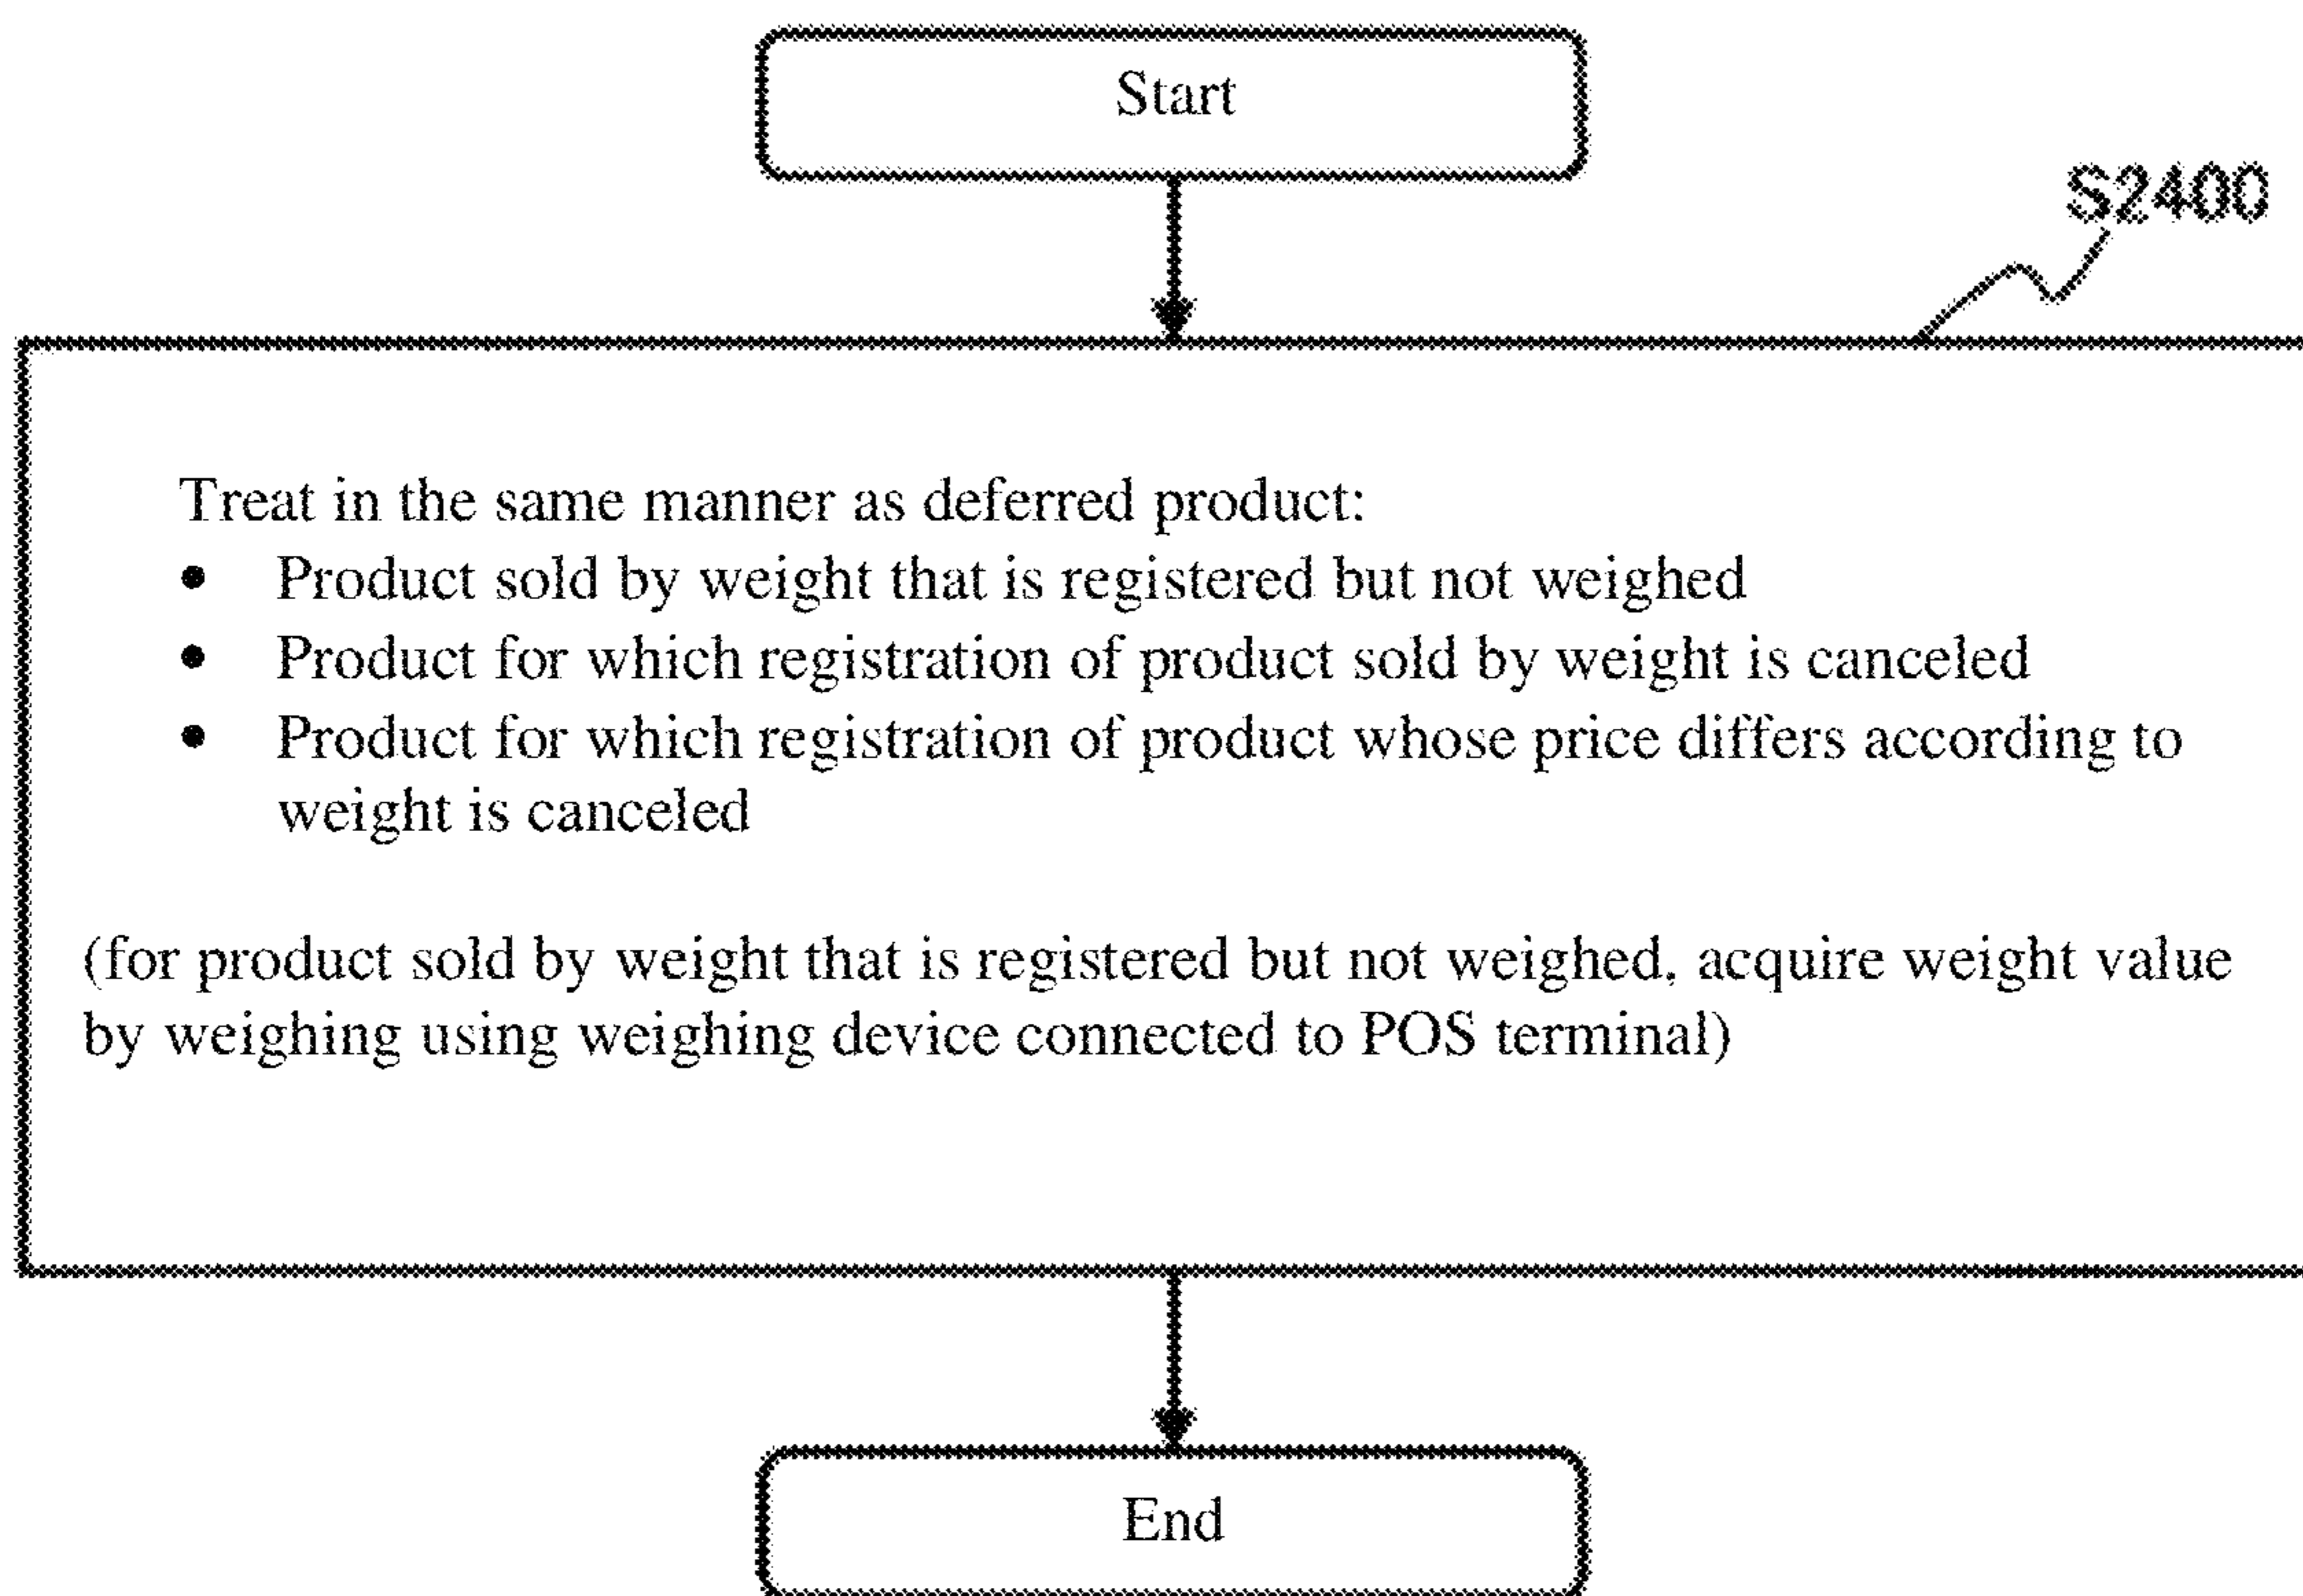 Start
S2400
Treat in the same manner as deferred product:
• Product sold by weight that is registered but not weighed
• Product for which registration of product sold by weight is canceled
• Product for which registration of product whose price differs according to
weight is canceled
(for product sold by weight that is registered but not weighed, acquire weight value
by weighing using weighing device connected to POS terminal)
End